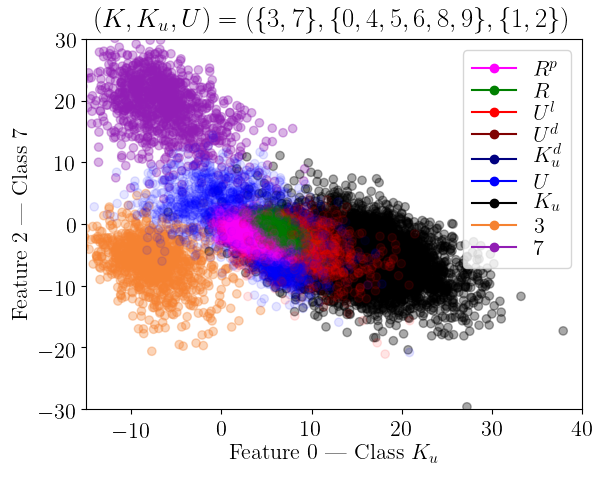 (K, K_u, U) = ({3, 7}, {0, 4, 5, 6, 8, 9}, {1, 2})
Feature 2 — Class 7
30
20
10
0
−10
−20
−30
−10
0
10
20
30
40
Feature 0 — Class K_u
R^p
R
U^l
U^d
K_u^d
U
K_u
3
7